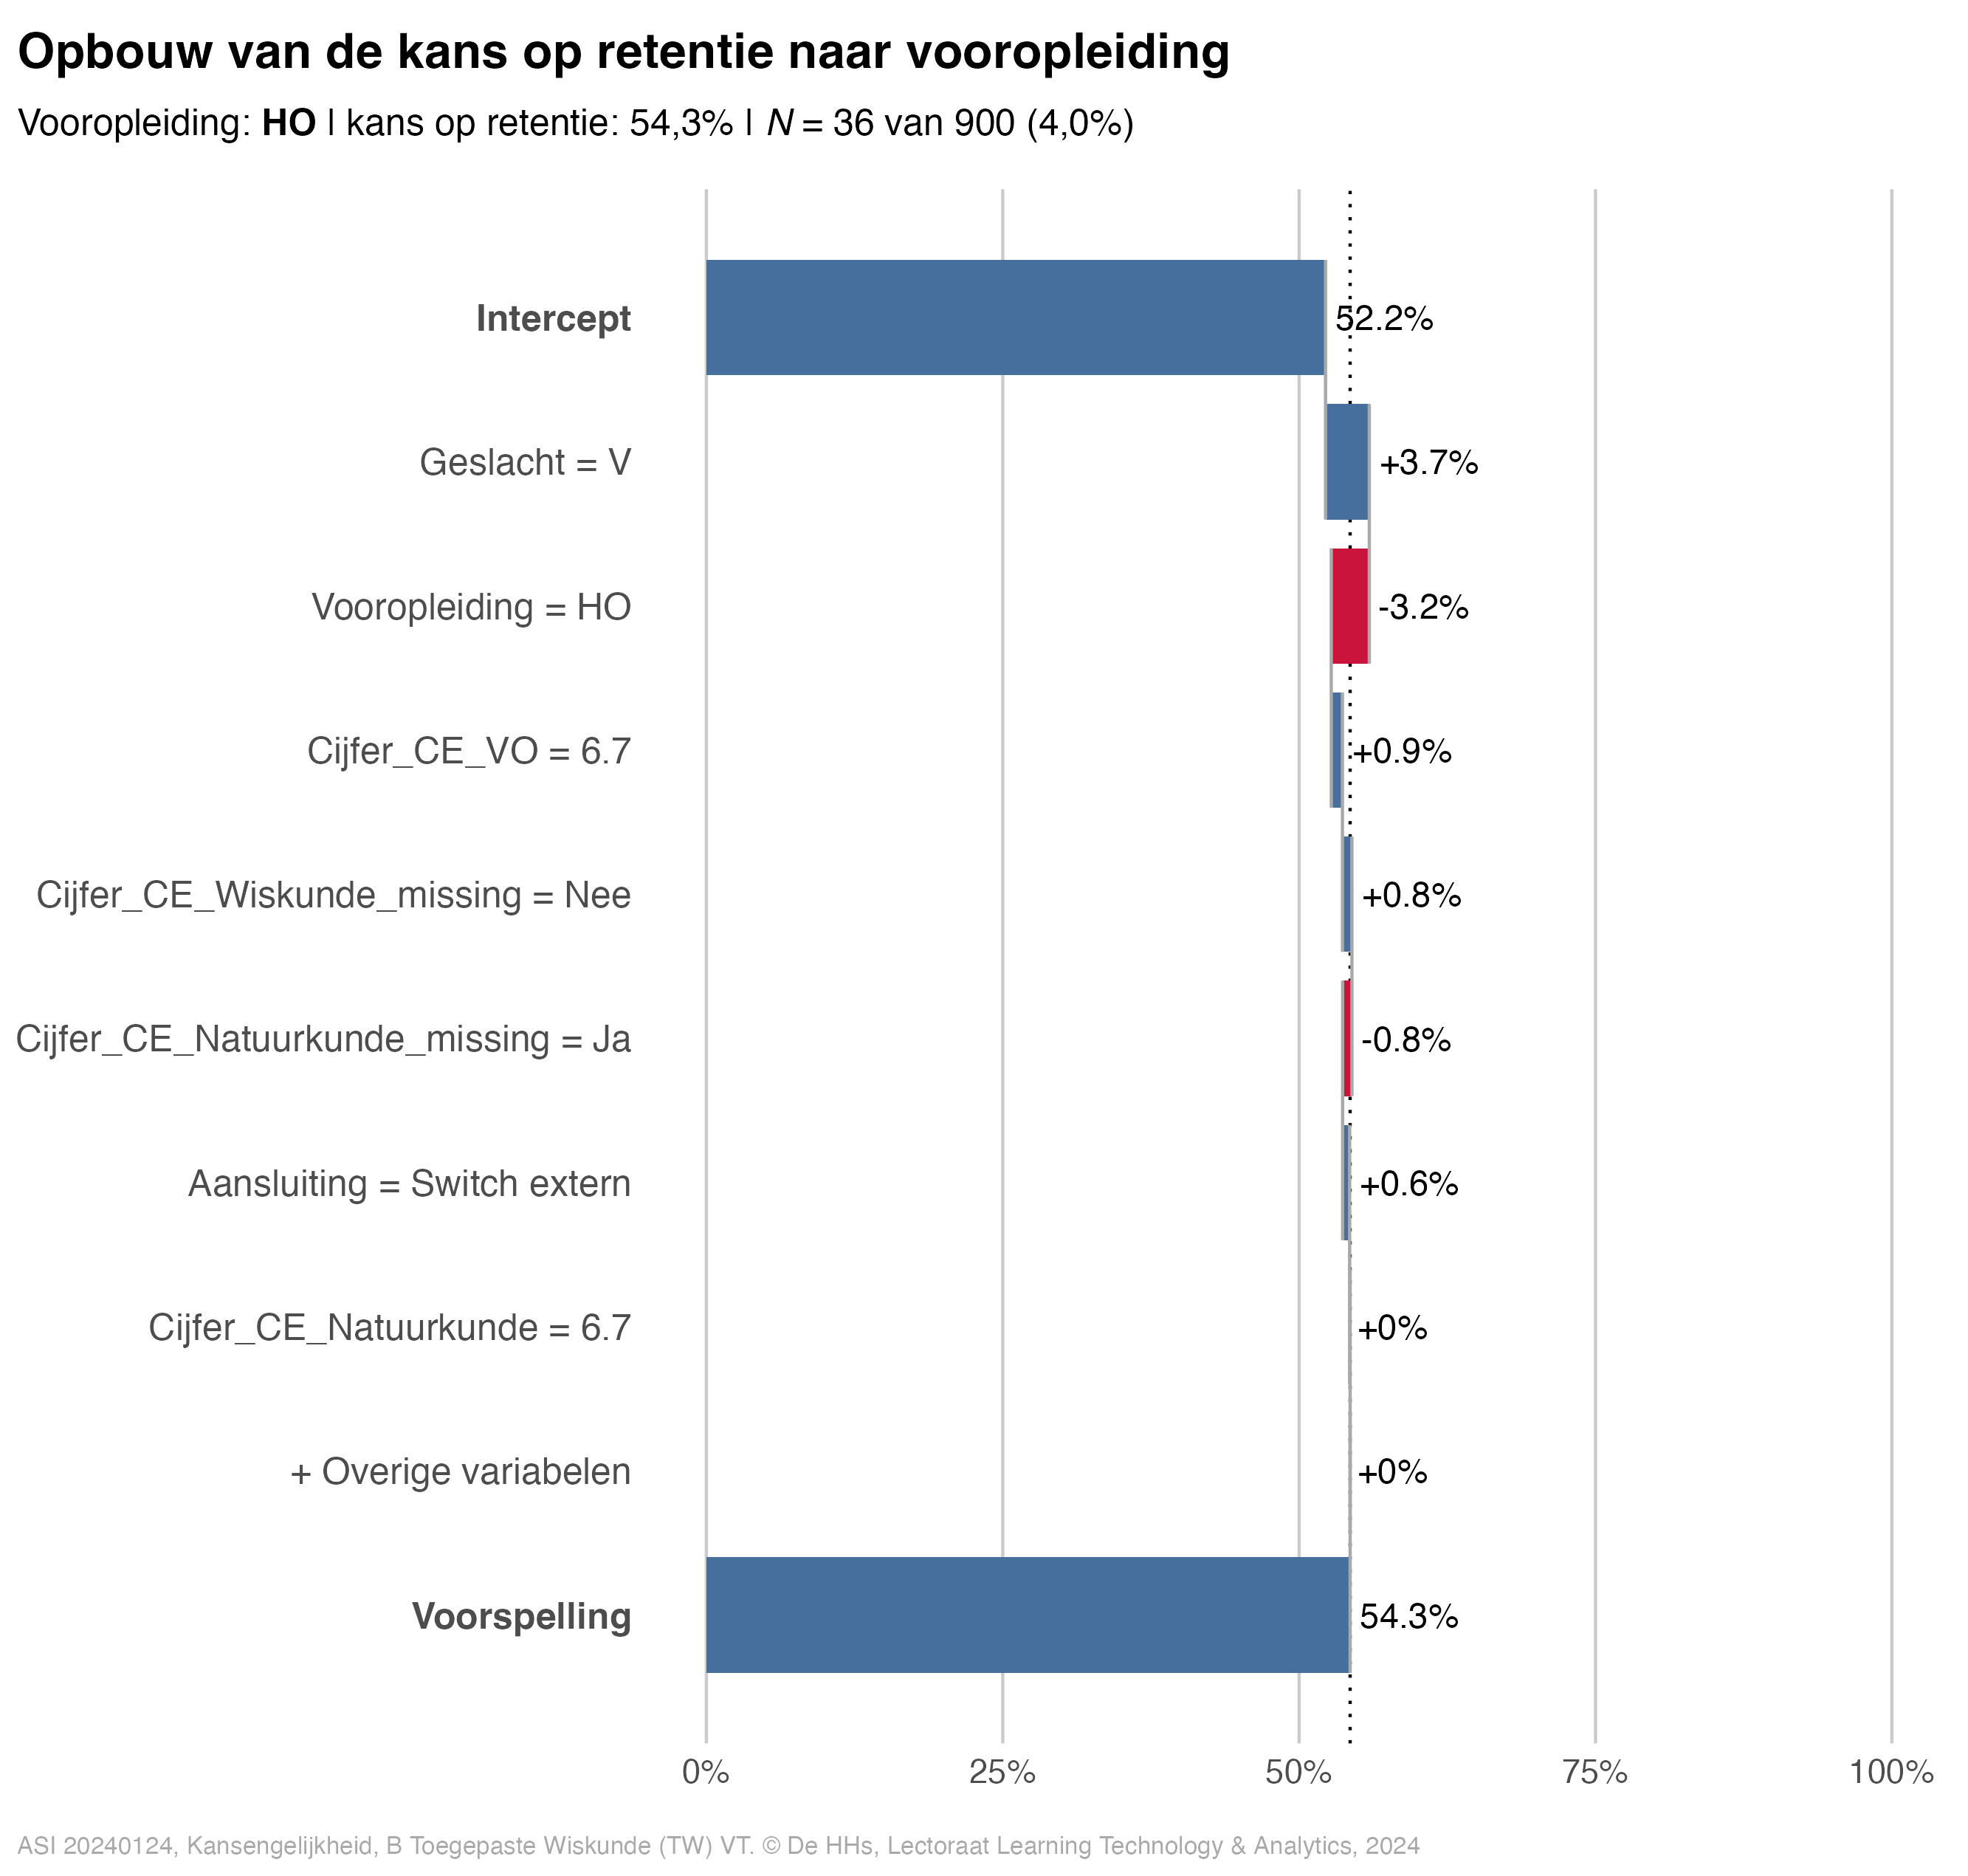 Opbouw van de kans op retentie naar vooropleiding
Vooropleiding: HO | kans op retentie: 54,3% | N = 36 van 900 (4,0%)
Intercept
52.2%
Geslacht = V
+3.7%
Vooropleiding = HO
-3.2%
Cijfer_CE_VO = 6.7
+0.9%
Cijfer_CE_Wiskunde_missing = Nee
+0.8%
Cijfer_CE_Natuurkunde_missing = Ja
-0.8%
Aansluiting = Switch extern
+0.6%
Cijfer_CE_Natuurkunde = 6.7
+0%
+ Overige variabelen
+0%
Voorspelling
54.3%
0%
25%
50%
75%
100%
ASI 20240124, Kansengelijkheid, B Toegepaste Wiskunde (TW) VT. © De HHs, Lectoraat Learning Technology & Analytics, 2024